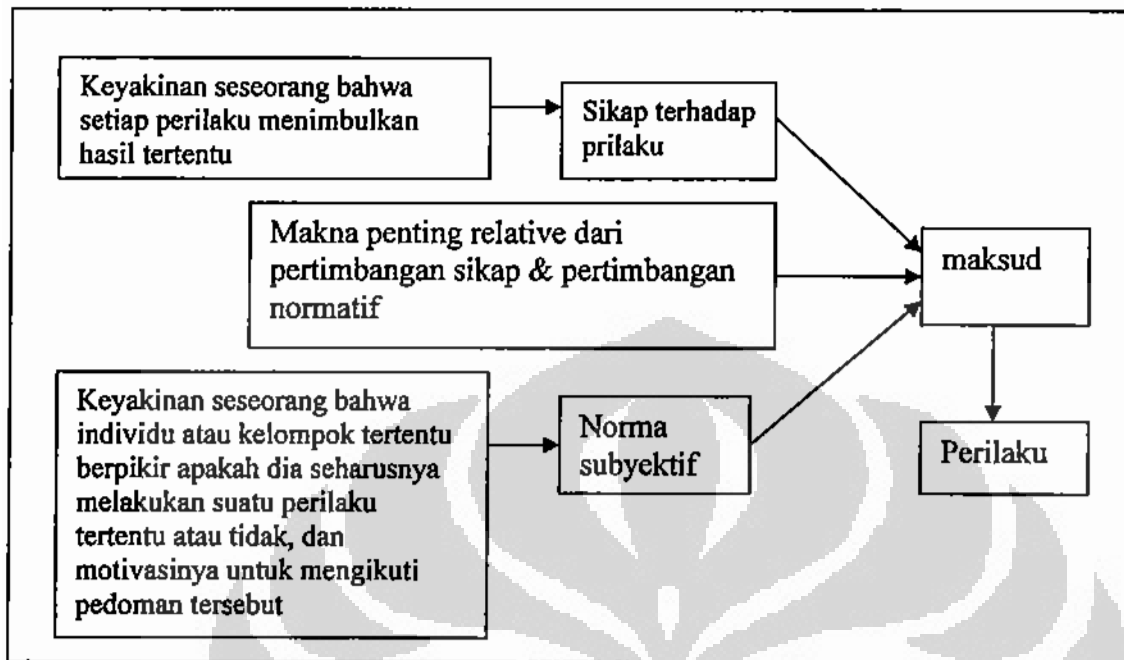 Keyakinan seseorang bahwa
setiap perilaku menimbulkan
hasil tertentu
Sikap terhadap
prilaku
Makna penting relative dari
pertimbangan sikap & pertimbangan
normatif
maksud
Keyakinan seseorang bahwa
individu atau kelompok tertentu
berpikir apakah dia seharusnya
melakukan suatu perilaku
tertentu atau tidak, dan
motivasinya untuk mengikuti
pedoman tersebut
Norma
subyektif
Perilaku